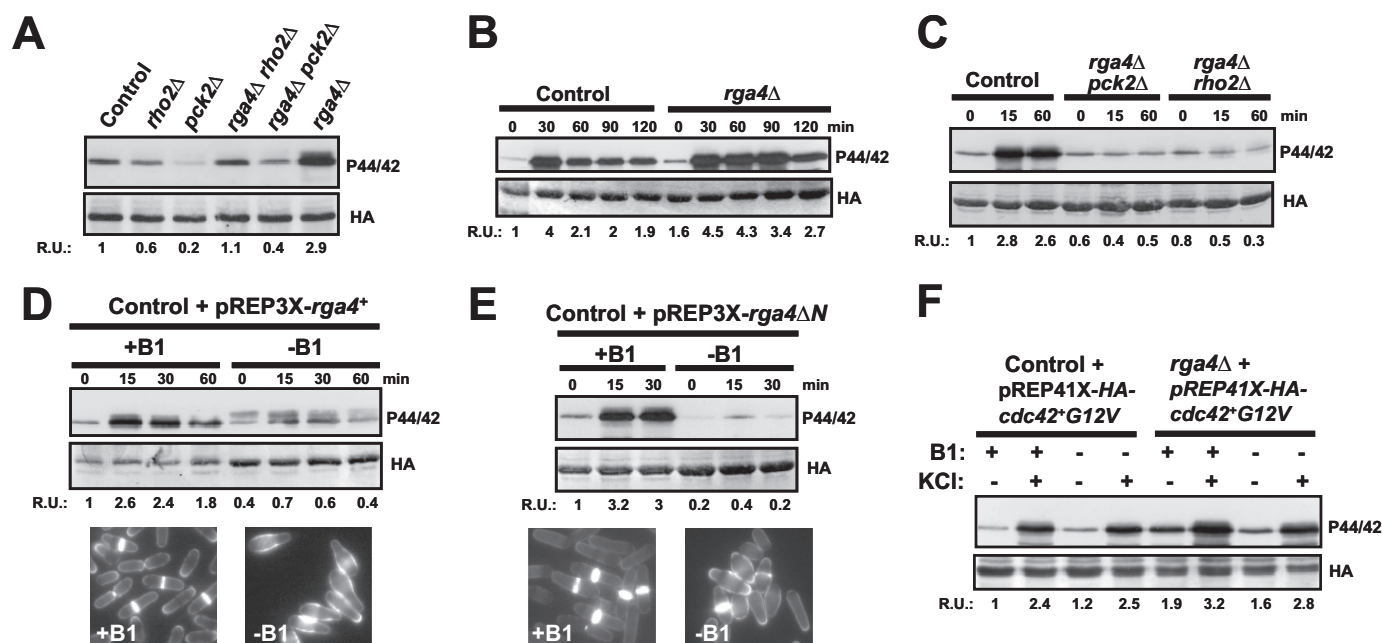 A
Control
rho2Δ
pck2Δ
rga4Δ rho2Δ
rga4Δ pck2Δ
rga4Δ
P44/42
HA
R.U.: 1 0.6 0.2 1.1 0.4 2.9
B
Control rga4Δ
0 30 60 90 120 0 30 60 90 120 min
P44/42
HA
R.U.: 1 4 2.1 2 1.9 1.6 4.5 4.3 3.4 2.7
C
Control rga4Δ pck2Δ rga4Δ rho2Δ
0 15 60 0 15 60 0 15 60 min
P44/42
HA
R.U.: 1 2.8 2.6 0.6 0.4 0.5 0.8 0.5 0.3
D
Control + pREP3X-rga4+
+B1 -B1
0 15 30 60 0 15 30 60 min
P44/42
HA
R.U.: 1 2.6 2.4 1.8 0.4 0.7 0.6 0.4
+B1 -B1
E
Control + pREP3X-rga4ΔN
+B1 -B1
0 15 30 0 15 30 min
P44/42
HA
R.U.: 1 3.2 3 0.2 0.4 0.2
+B1 -B1
F
Control +
pREP41X-HA-
cdc42+G12V
rga4Δ +
pREP41X-HA-
cdc42+G12V
B1: + + - - + + - -
KCl: - + - + - + - +
P44/42
HA
R.U.: 1 2.4 1.2 2.5 1.9 3.2 1.6 2.8